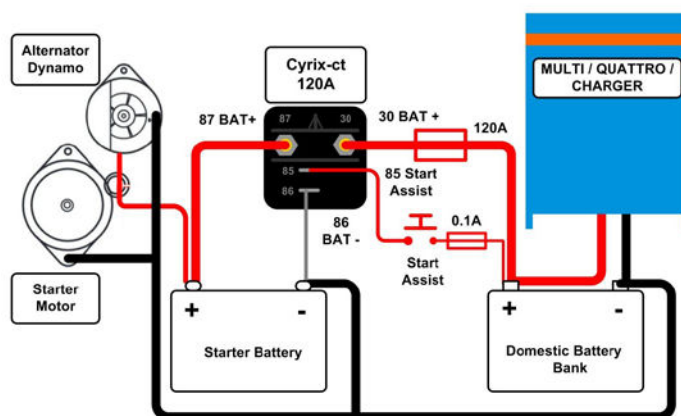 Alternator
Dynamo
Cyrix-ct
120A
MULTI / QUATTRO /
CHARGER
87 BAT+
87
30
30 BAT +
120A
85
86
85 Start
Assist
86
BAT -
0.1A
Start
Assist
Starter
Motor
+
-
Starter Battery
+
-
Domestic Battery
Bank